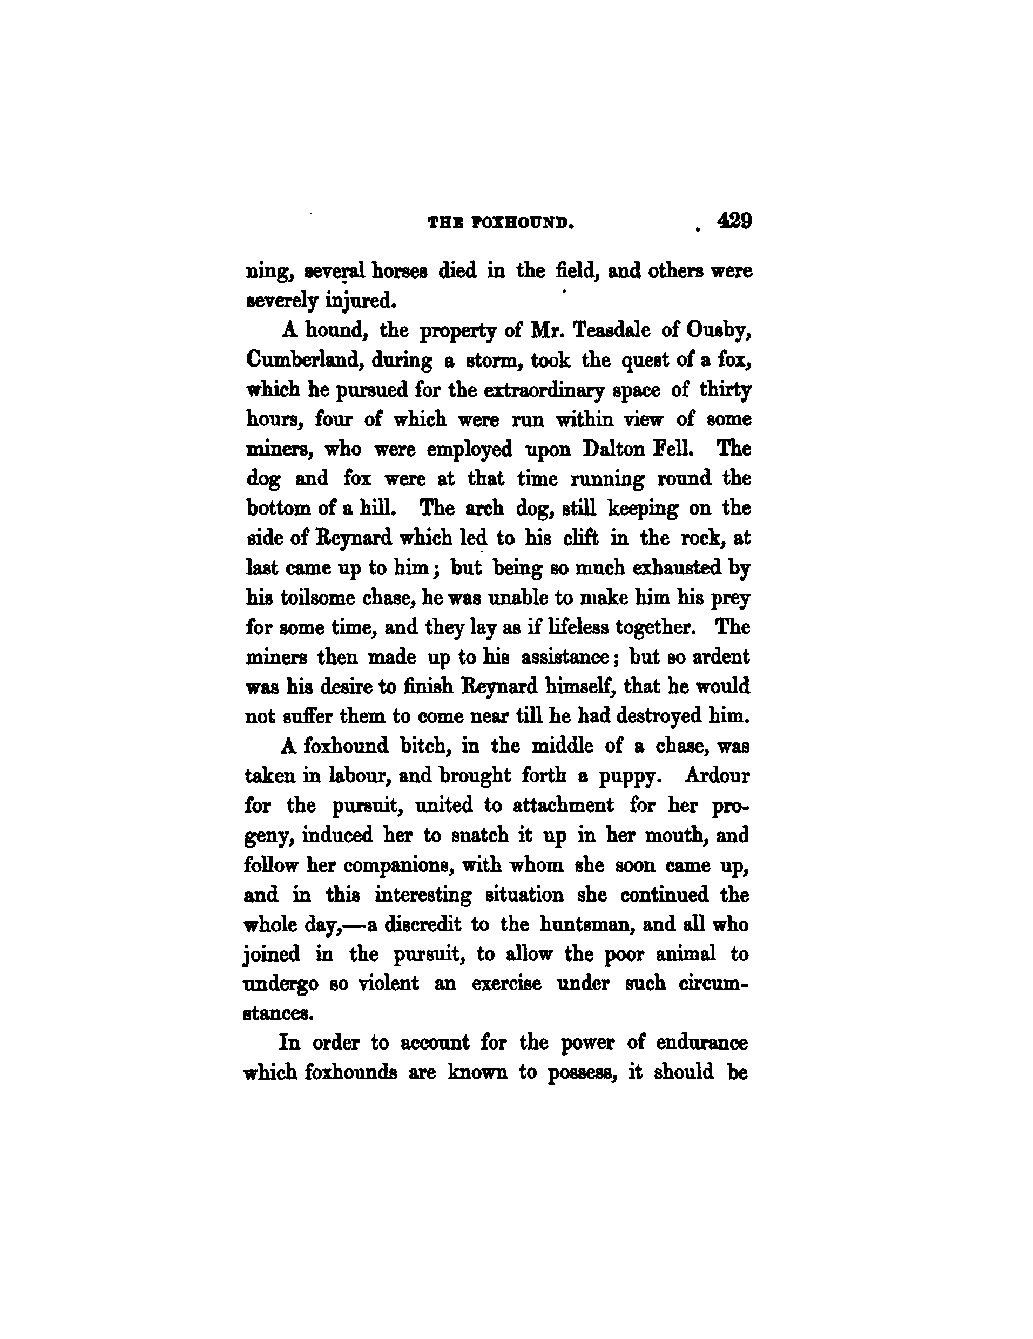 THE FOXHOUND. 429
ning, several horses died in the field, and others were
severely injured.
A hound, the property of Mr. Teasdale of Ousby,
Cumberland, during a storm, took the quest of a fox,
which he pursued for the extraordinary space of thirty
hours, four of which were run within view of some
miners, who were employed upon Dalton Fell. The
dog and fox were at that time running round the
bottom of a hill. The arch dog, still keeping on the
side of Reynard which led to his clift in the rock, at
last came up to him; but being so much exhausted by
his toilsome chase, he was unable to make him his prey
for some time, and they lay as if lifeless together. The
miners then made up to his assistance; but so ardent
was his desire to finish Reynard himself, that he would
not suffer them to come near till he had destroyed him.
A foxhound bitch, in the middle of a chase, was
taken in labour, and brought forth a puppy. Ardour
for the pursuit, united to attachment for her pro-
geny, induced her to snatch it up in her mouth, and
follow her companions, with whom she soon came up,
and in this interesting situation she continued the
whole day,—a discredit to the huntsman, and all who
joined in the pursuit, to allow the poor animal to
undergo so violent an exercise under such circum-
stances.
In order to account for the power of endurance
which foxhounds are known to possess, it should be